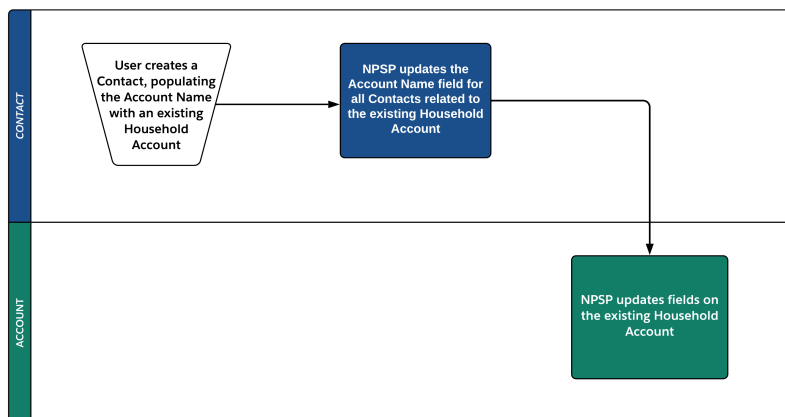 CONTACT
User creates a
Contact, populating
the Account Name
with an existing
Household
Account
NPSP updates the
Account Name field for
all Contacts related to
the existing Household
Account
ACCOUNT
NPSP updates fields on
the existing Household
Account